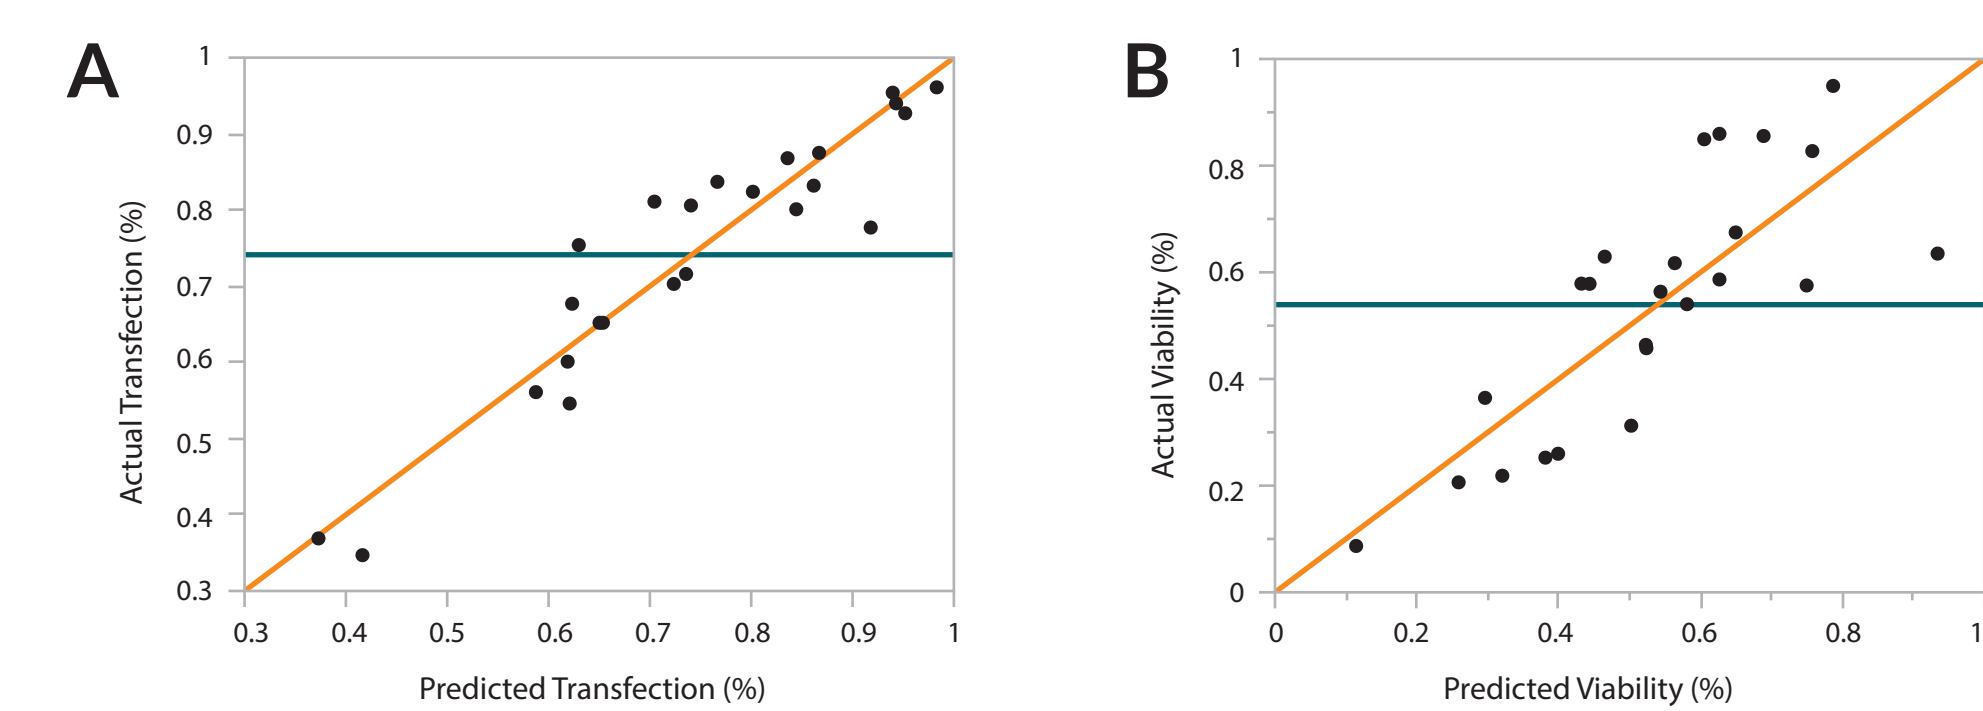 A
1
0.9
0.8
0.7
0.6
0.5
0.4
0.3
Actual Transfection (%)
0.3 0.4 0.5 0.6 0.7 0.8 0.9 1
Predicted Transfection (%)
B
1
0.8
0.6
0.4
0.2
0
Actual Viability (%)
0 0.2 0.4 0.6 0.8 1
Predicted Viability (%)